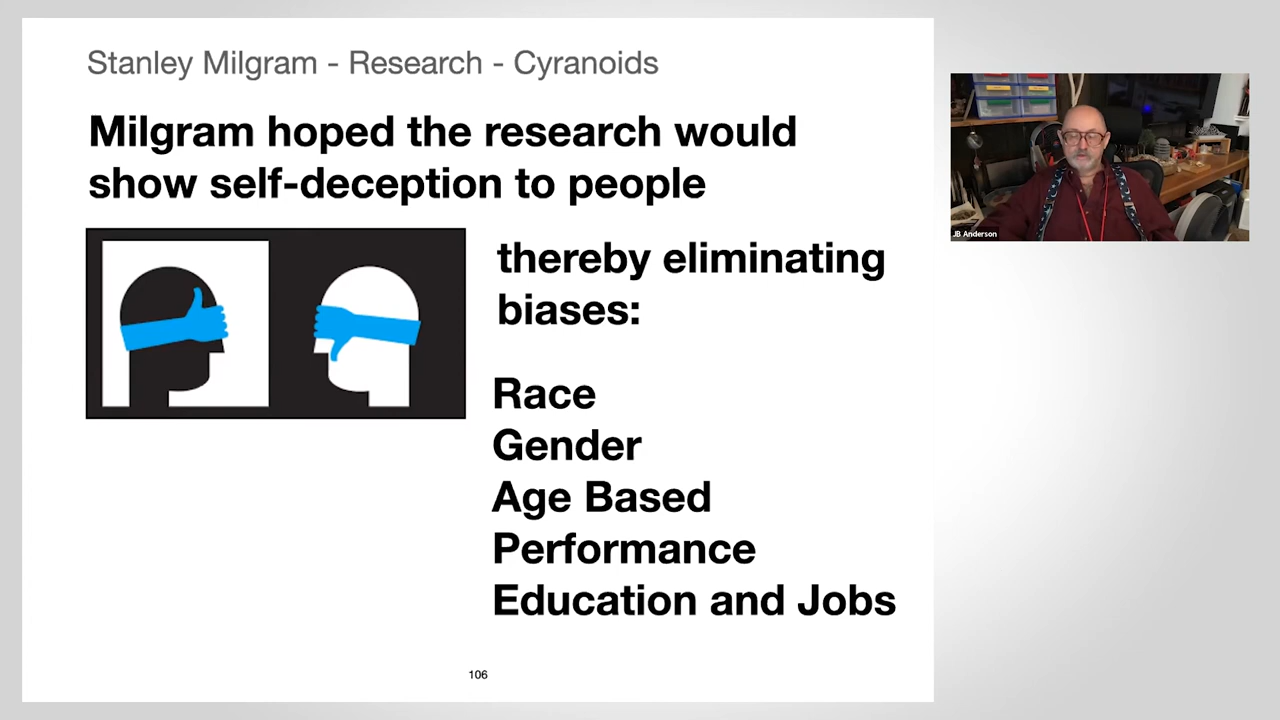 Stanley Milgram - Research - Cyranoids
Milgram hoped the research would
show self-deception to people
thereby eliminating
biases:
Race
Gender
Age Based
Performance
Education and Jobs
106
JB Anderson